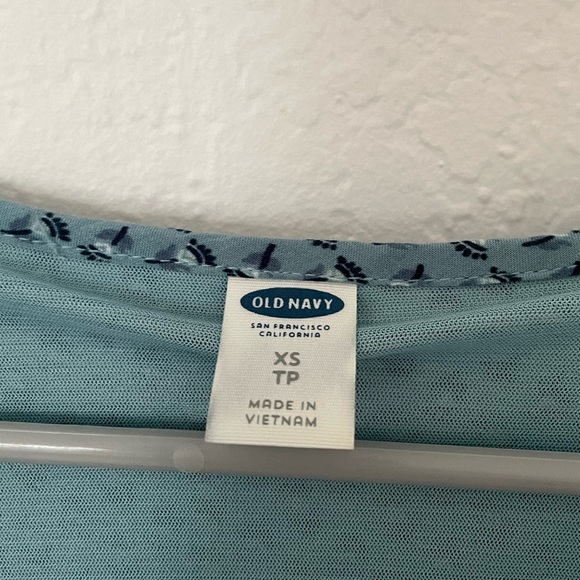 OLD NAVY
SAN FRANCISCO
CALIFORNIA
XS
TP
MADE IN
VIETNAM